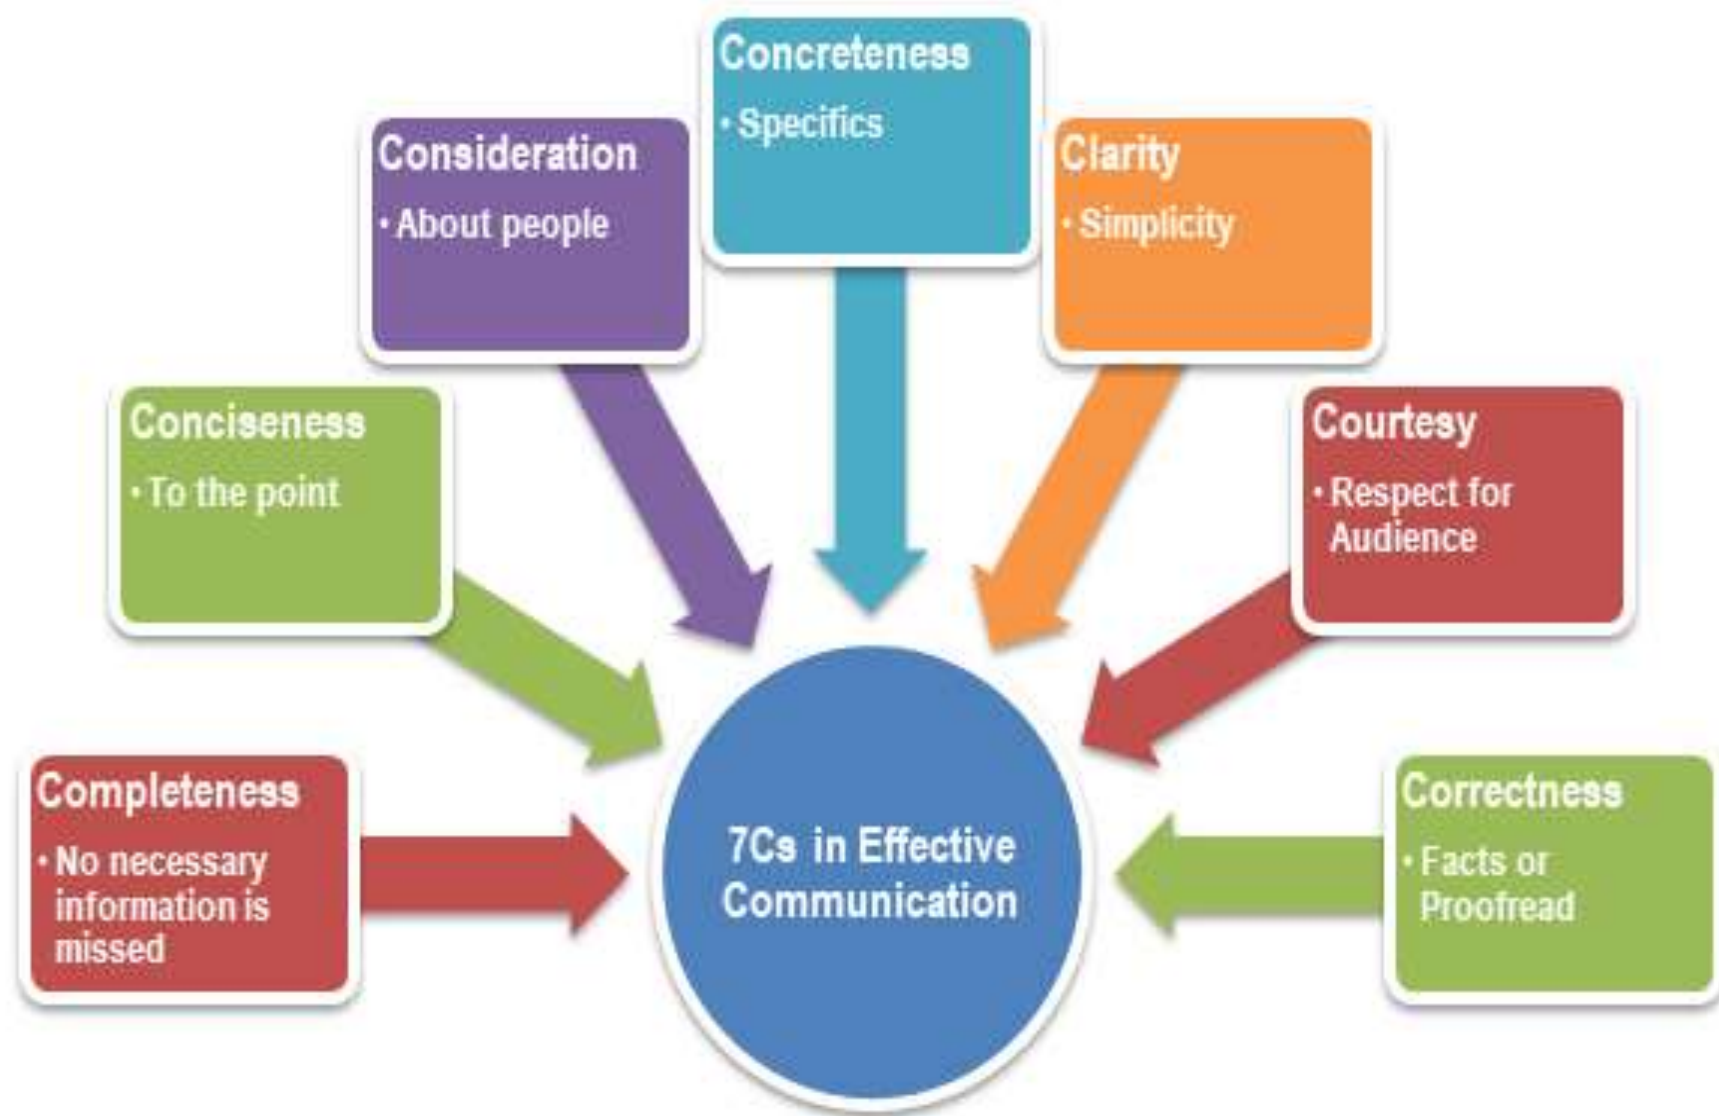 Concreteness
• Specifics
Consideration
• About people
Clarity
• Simplicity
Conciseness
• To the point
Courtesy
• Respect for
Audience
Completeness
• No necessary
information is
missed
7Cs in Effective
Communication
Correctness
• Facts or
Proofread